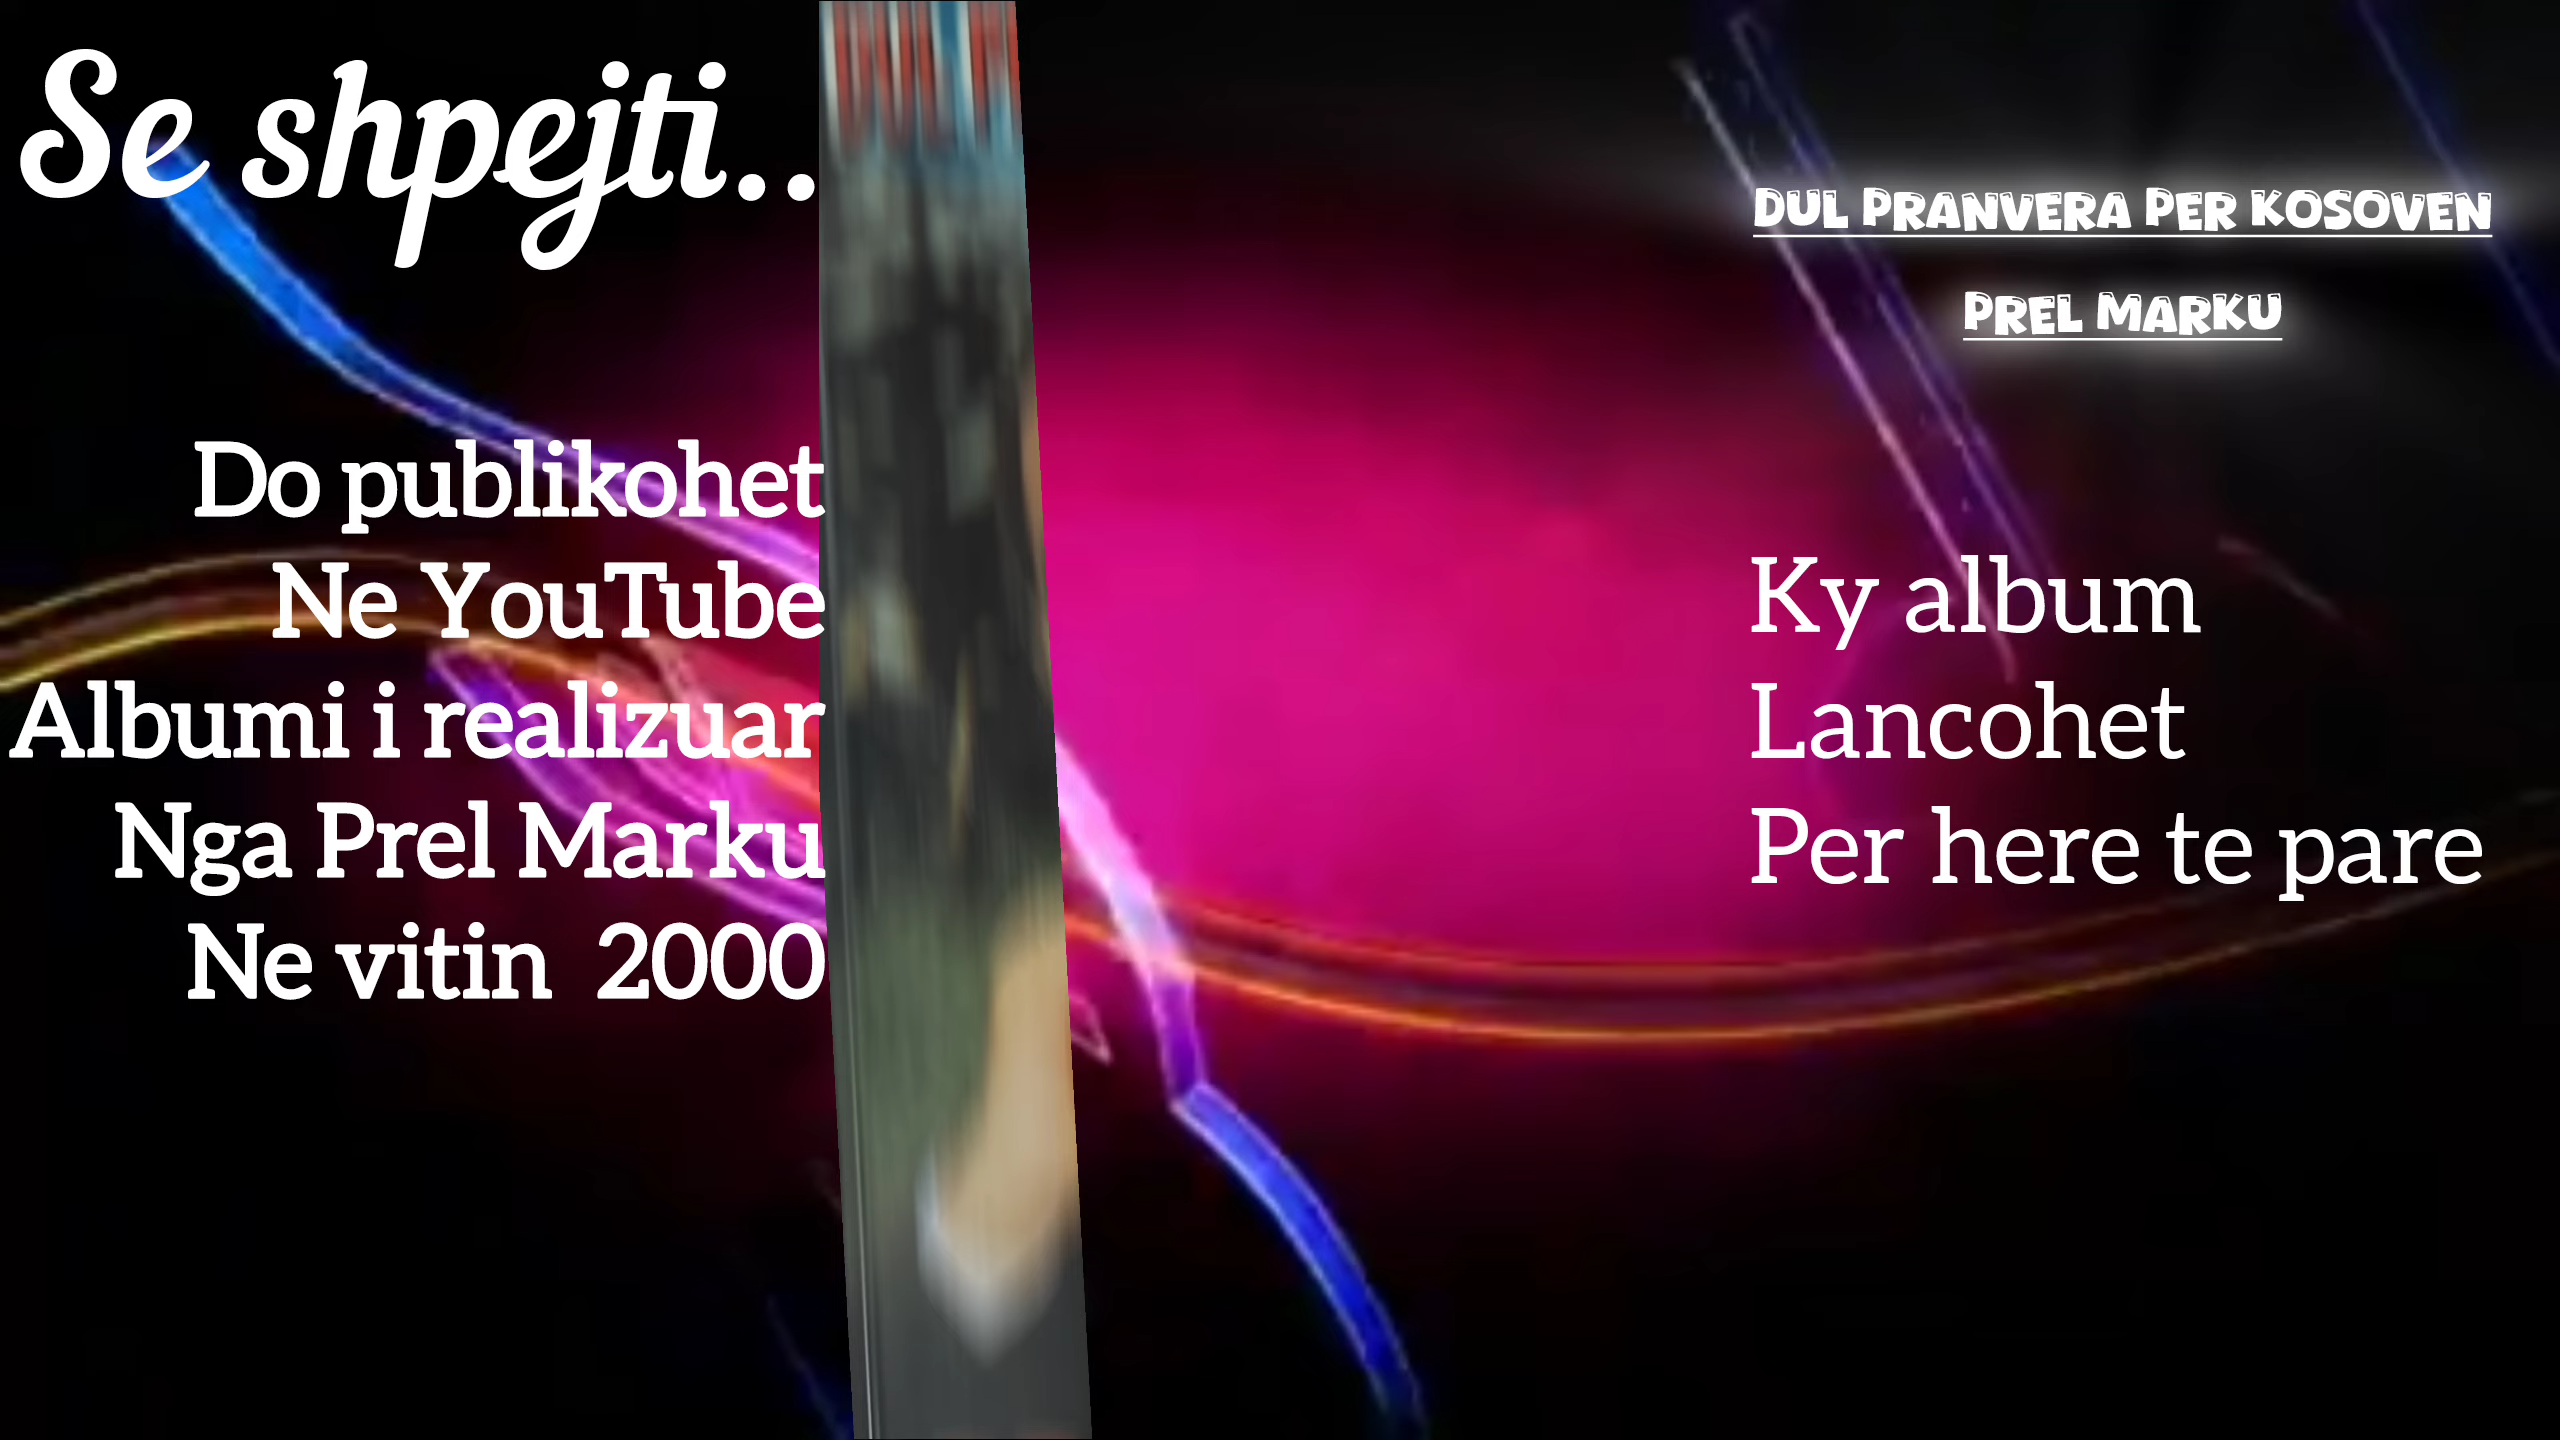 Se shpejti..
Do publikohet
Ne YouTube
Albumi i realizuar
Nga Prel Marku
Ne vitin 2000
DUL PRANVERA PER KOSOVEN
PREL MARKU
Ky album
Lancohet
Per here te pare